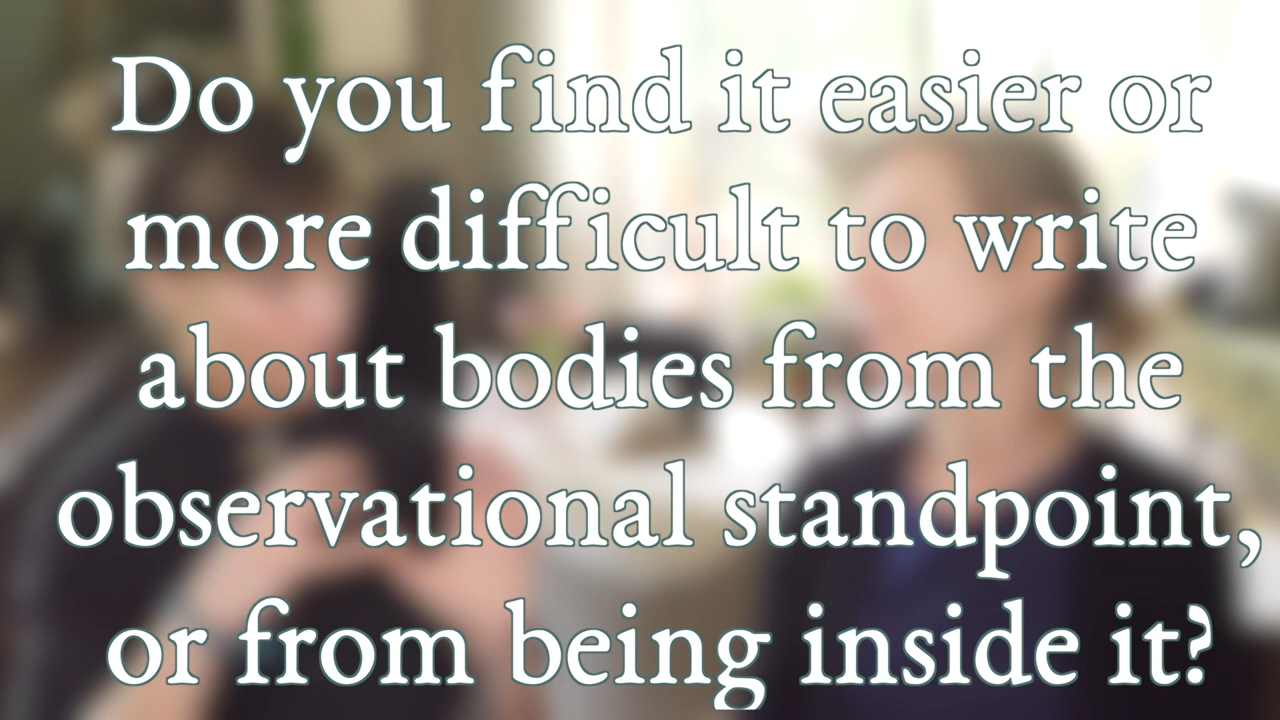 Do you find it easier or
more difficult to write
about bodies from the
observational standpoint,
or from being inside it?